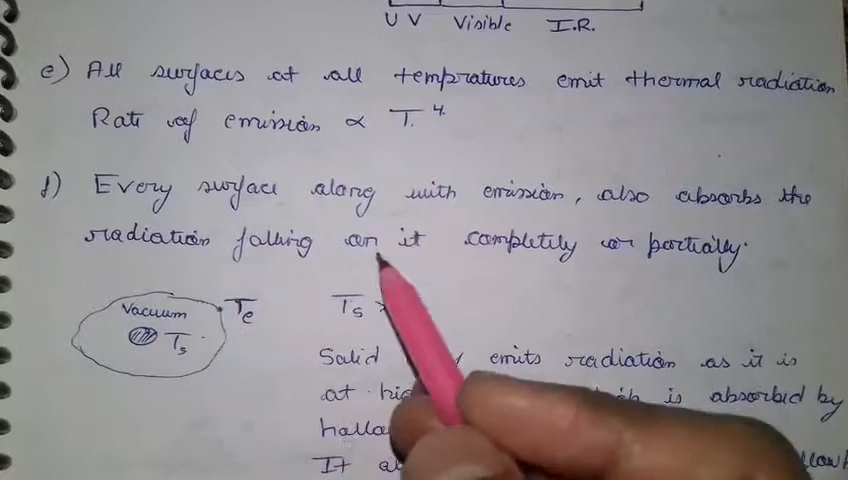 UV Visible I.R.
e) All surfaces at all tempratures emit thermal radiation
Rate of emission ∝ T.⁴
f) Every surface along with emission, also absorbs the
radiation falling on it completely or partially.
Vacuum Te
Ts
Ts >
Solid emits radiation as it is
at is absorbed by
It